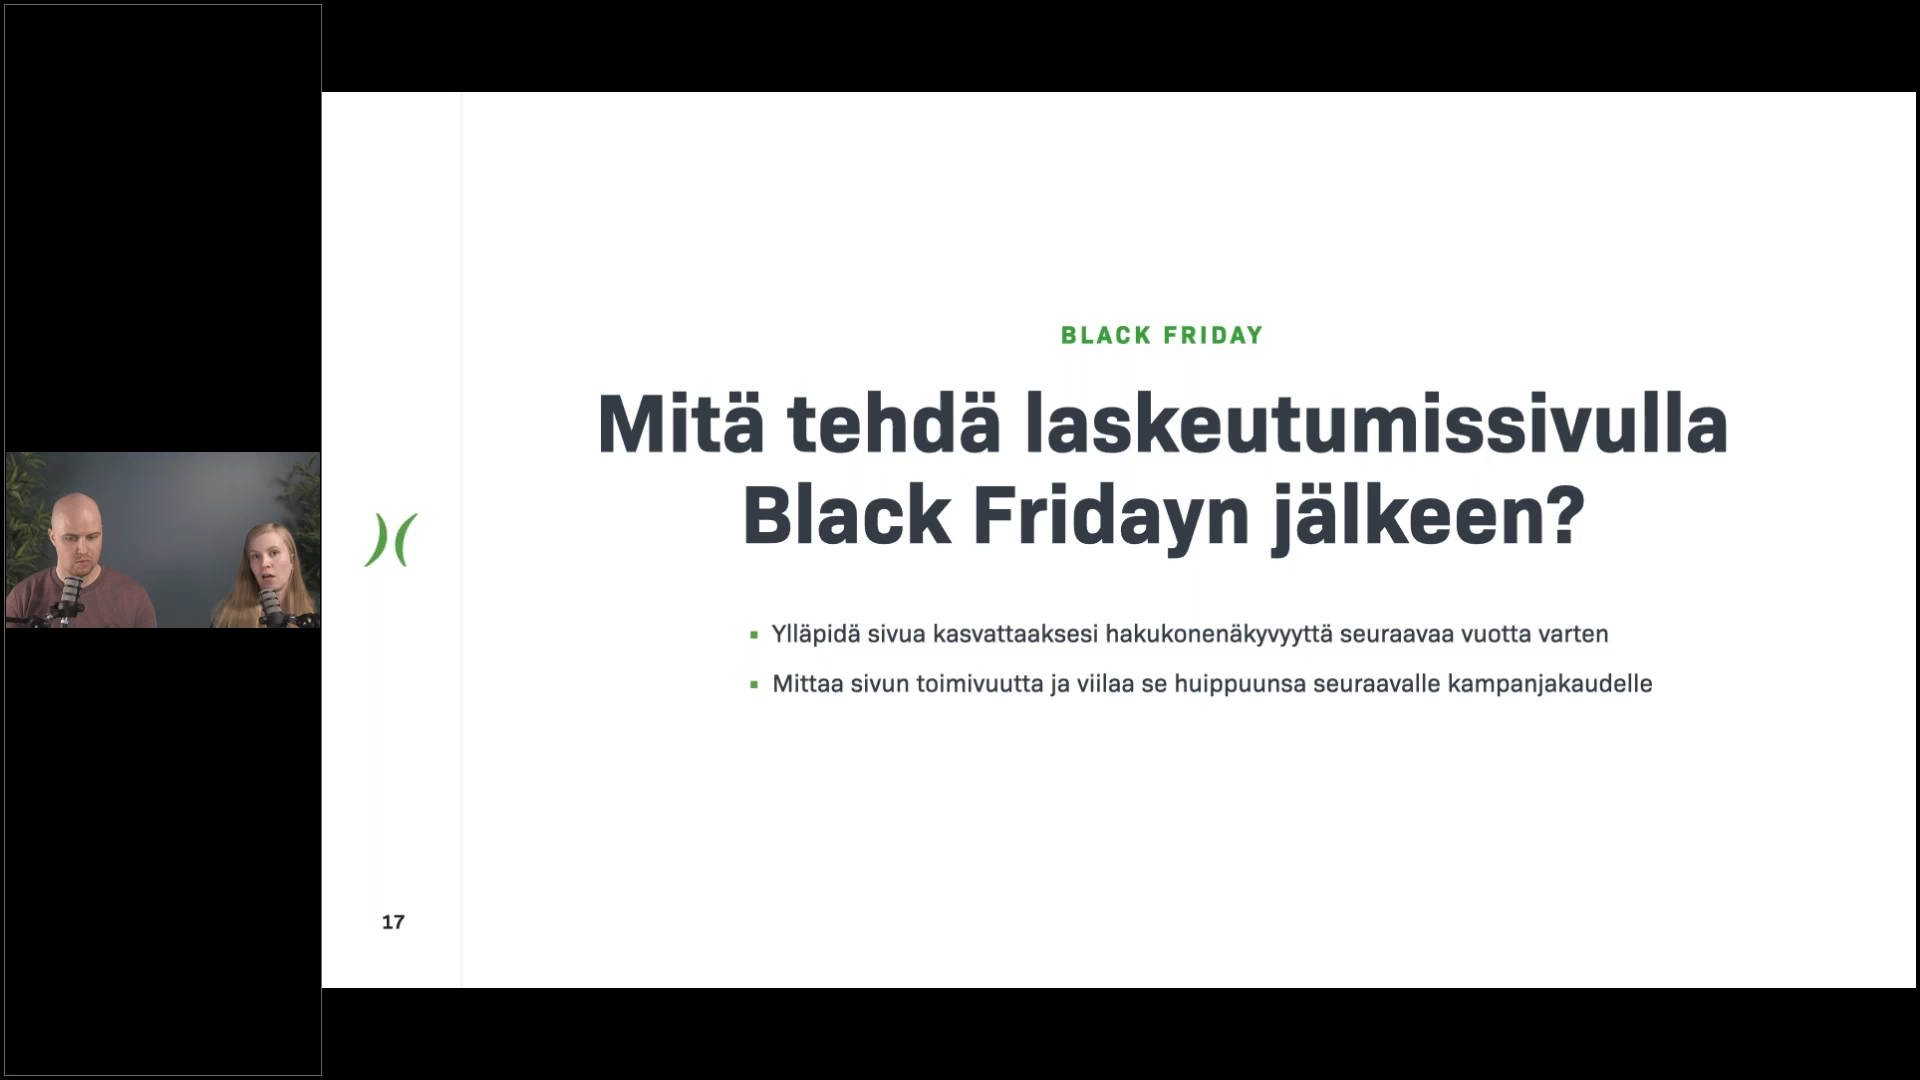 BLACK FRIDAY
Mitä tehdä laskeutumissivulla
Black Fridayn jälkeen?
▪ Ylläpidä sivua kasvattaaksesi hakukonenäkyvyyttä seuraavaa vuotta varten
▪ Mittaa sivun toimivuutta ja viilaa se huippuunsa seuraavalle kampanjakaudelle
17